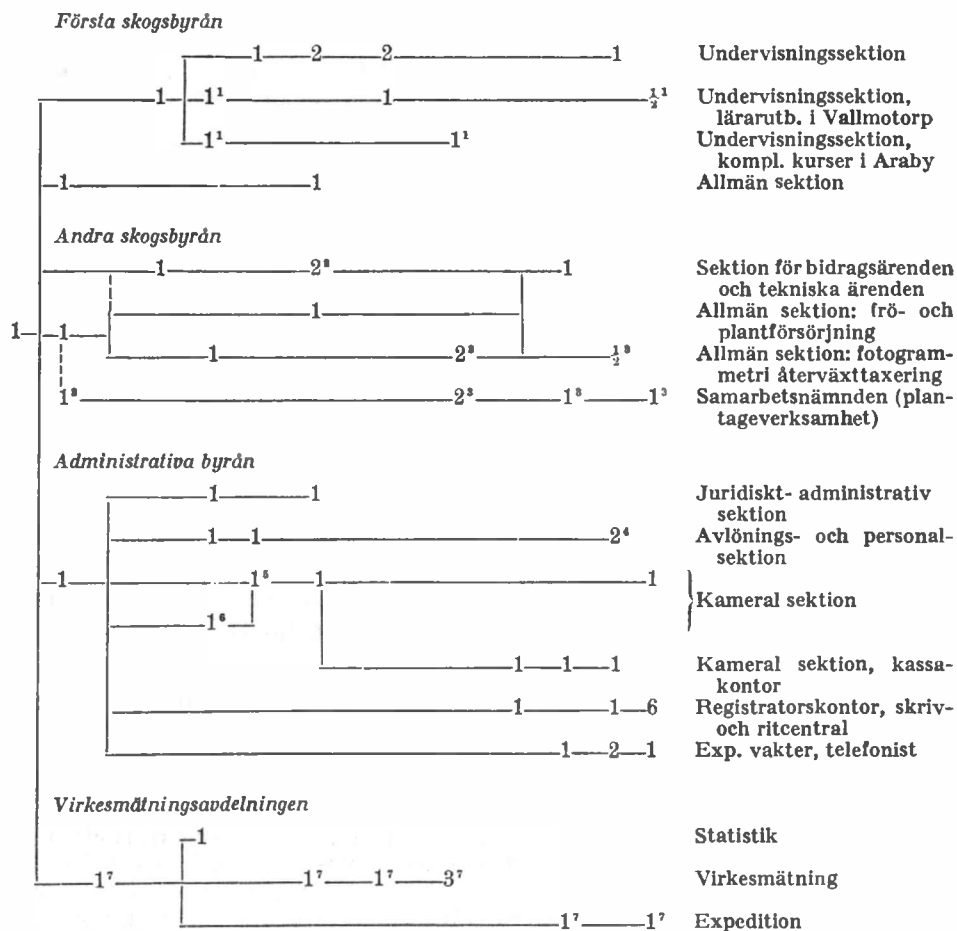 Första skogsbyrån
1 2 2 1 Undervisningssektion
1 1¹ 1 ½¹ Undervisningssektion,
lärarutb. i Vallmotorp
1¹ 1¹ Undervisningssektion,
kompl. kurser i Araby
1 1 Allmän sektion
Andra skogsbyrån
1 2² 1 Sektion för bidragsärenden
och tekniska ärenden
1 Allmän sektion: frö- och
1 1 plantförsörjning
1 2³ ½³ Allmän sektion: fotogram-
metri återväxttaxering
1³ 2³ 1³ 1³ Samarbetsnämnden (plan-
tageverksamhet)
Administrativa byrån
1 1 Juridiskt- administrativ
sektion
1 1 2⁴ Avlönings- och personal-
sektion
1 1⁵ 1 1
Kameral sektion
1⁶
1 1 1 Kameral sektion, kassa-
kontor
1 1 6 Registratorskontor, skriv-
och ritcentral
1 2 1 Exp. vakter, telefonist
Virkesmätningsavdelningen
1 Statistik
1⁷ 1⁷ 1⁷ 3⁷ Virkesmätning
1⁷ 1⁷ Expedition